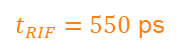 t_RIF = 550 ps